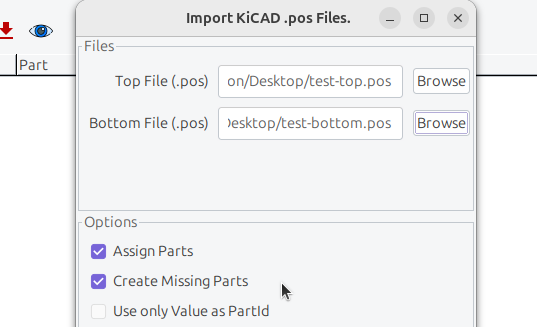 Import KiCAD .pos Files.
Part
Files
Top File (.pos) on/Desktop/test-top.pos Browse
Bottom File (.pos) Desktop/test-bottom.pos Browse
Options
Assign Parts
Create Missing Parts
Use only Value as PartId